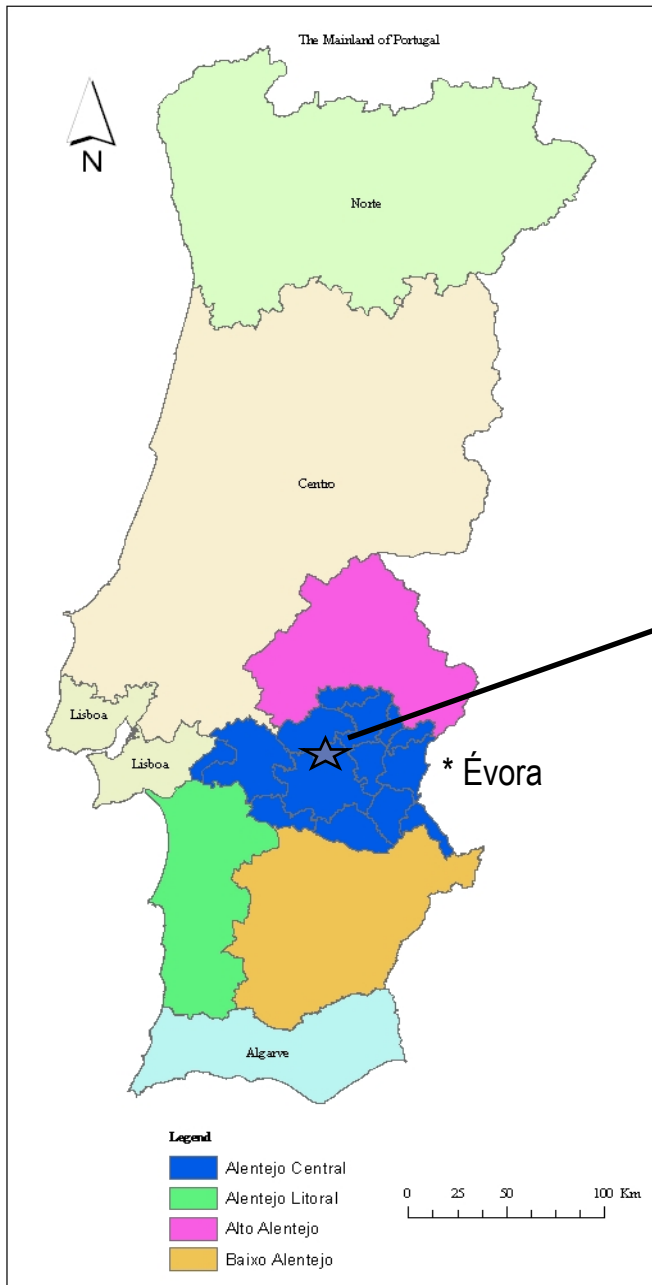 The Mainland of Portugal
N
Norte
Centro
Lisboa
Lisboa
* Évora
Algarve
Legend
Alentejo Central
Alentejo Litoral
Alto Alentejo
Baixo Alentejo
0 25 50 100 Km